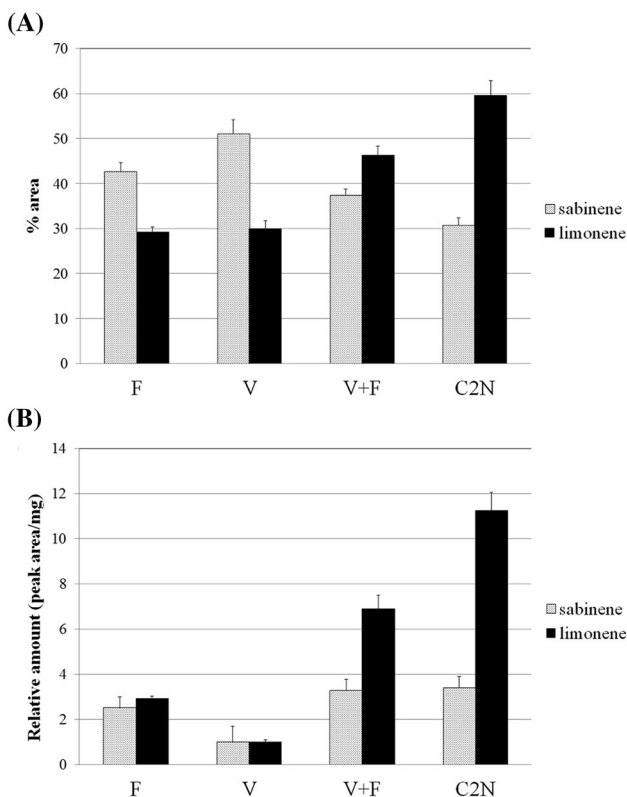 (A)
70
60
50
40
30
20
10
0
% area
F V V+F C2N
sabinene
limonene
(B)
14
12
10
8
6
4
2
0
Relative amount (peak area/mg)
F V V+F C2N
sabinene
limonene